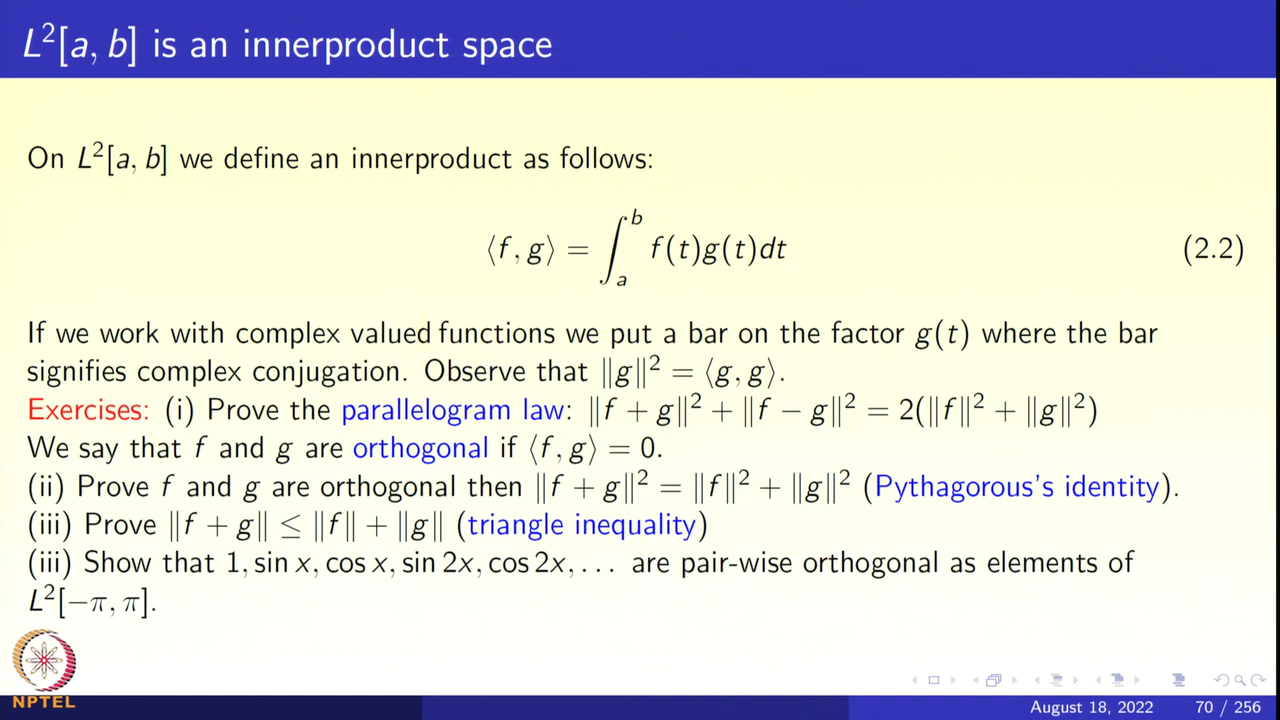 L²[a, b] is an innerproduct space
On L²[a, b] we define an innerproduct as follows:
⟨f, g⟩ = ∫ₐᵇ f(t)g(t)dt (2.2)
If we work with complex valued functions we put a bar on the factor g(t) where the bar
signifies complex conjugation. Observe that ‖g‖² = ⟨g, g⟩.
Exercises: (i) Prove the parallelogram law: ‖f + g‖² + ‖f − g‖² = 2(‖f‖² + ‖g‖²)
We say that f and g are orthogonal if ⟨f, g⟩ = 0.
(ii) Prove f and g are orthogonal then ‖f + g‖² = ‖f‖² + ‖g‖² (Pythagorous's identity).
(iii) Prove ‖f + g‖ ≤ ‖f‖ + ‖g‖ (triangle inequality)
(iii) Show that 1, sin x, cos x, sin 2x, cos 2x, . . . are pair-wise orthogonal as elements of
L²[−π, π].
NPTEL
August 18, 2022 70 / 256